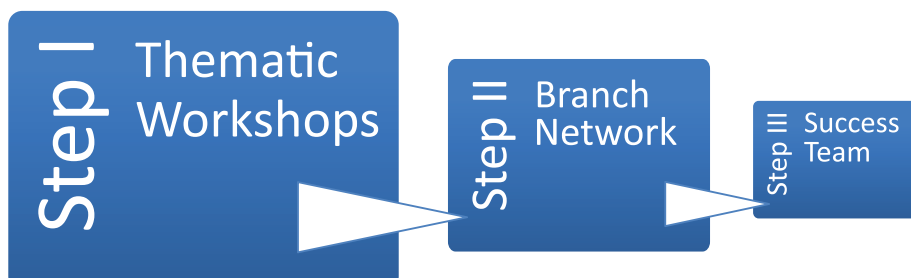 Step I
Thematic
Workshops
Step II
Branch
Network
Step III
Success
Team